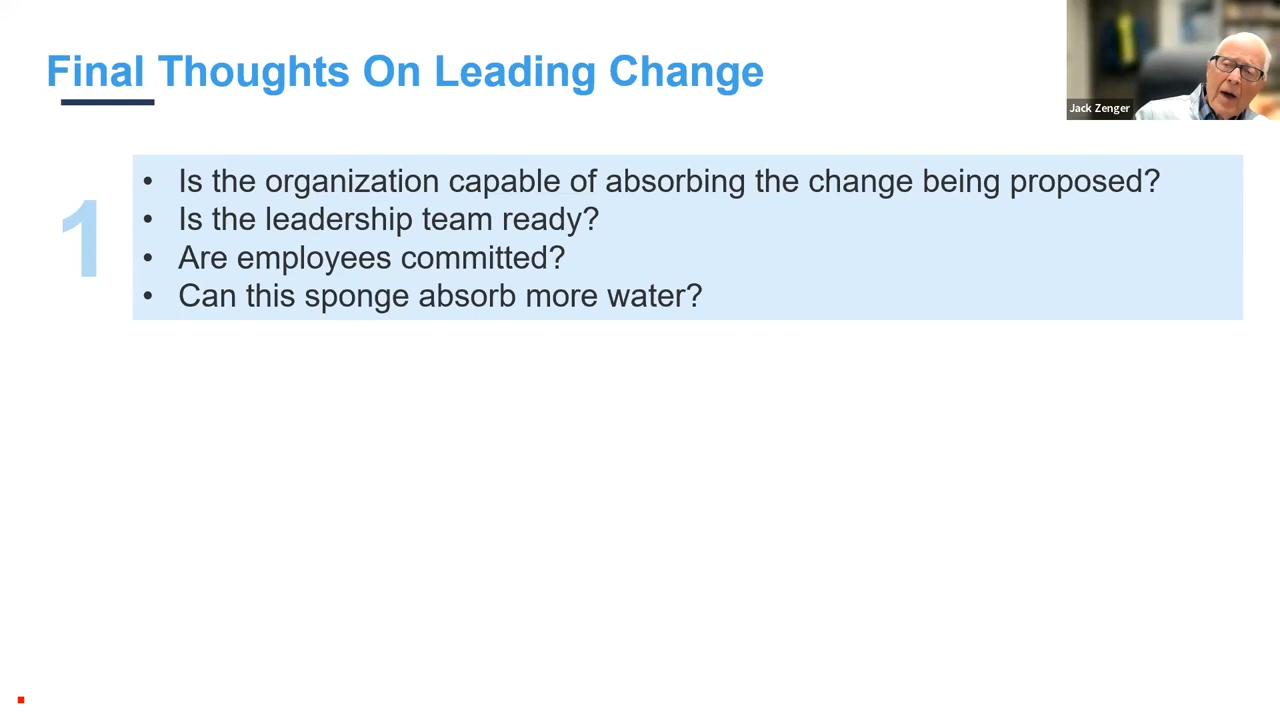 Final Thoughts On Leading Change
Jack Zenger
1
• Is the organization capable of absorbing the change being proposed?
• Is the leadership team ready?
• Are employees committed?
• Can this sponge absorb more water?